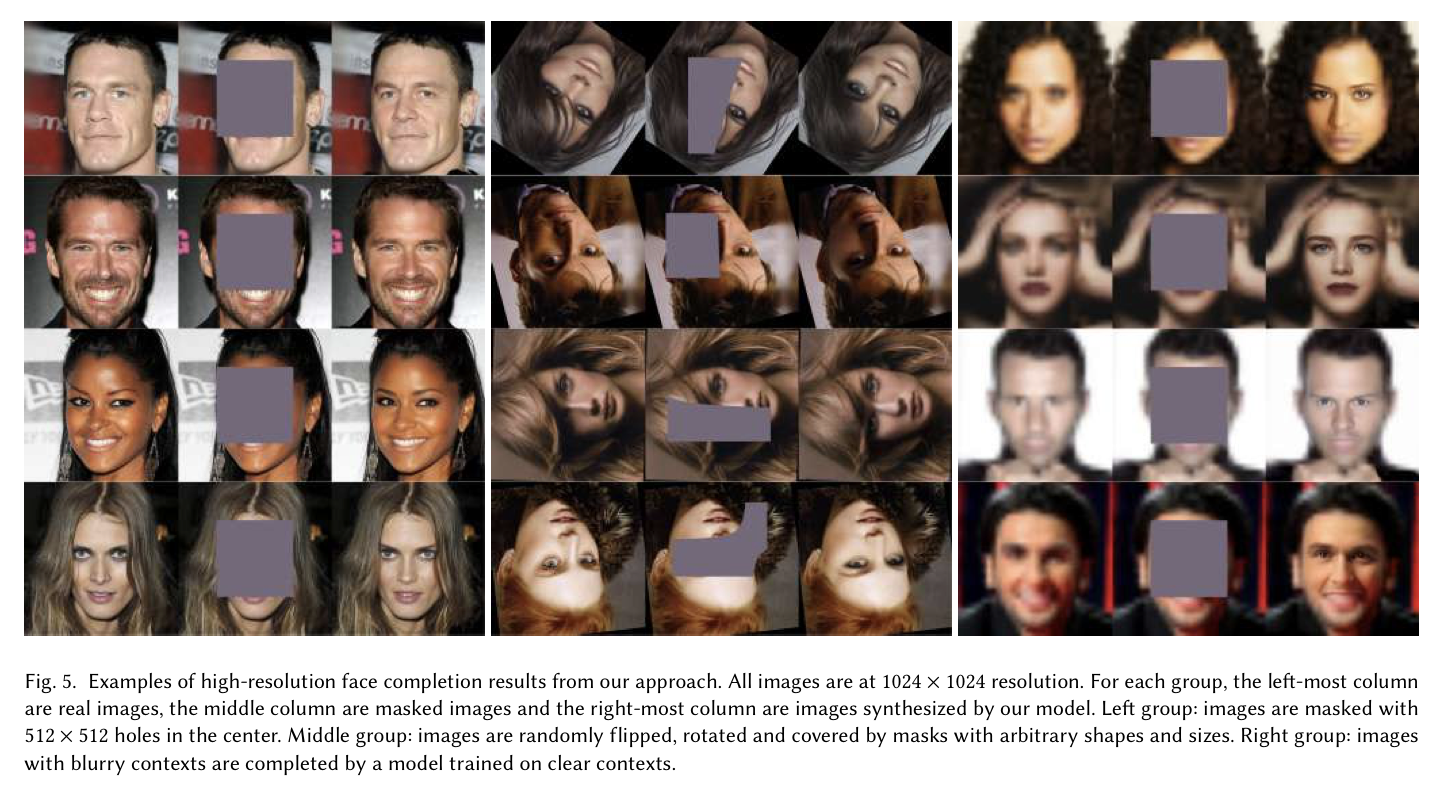 Fig. 5. Examples of high-resolution face completion results from our approach. All images are at 1024 × 1024 resolution. For each group, the left-most column
are real images, the middle column are masked images and the right-most column are images synthesized by our model. Left group: images are masked with
512 × 512 holes in the center. Middle group: images are randomly flipped, rotated and covered by masks with arbitrary shapes and sizes. Right group: images
with blurry contexts are completed by a model trained on clear contexts.